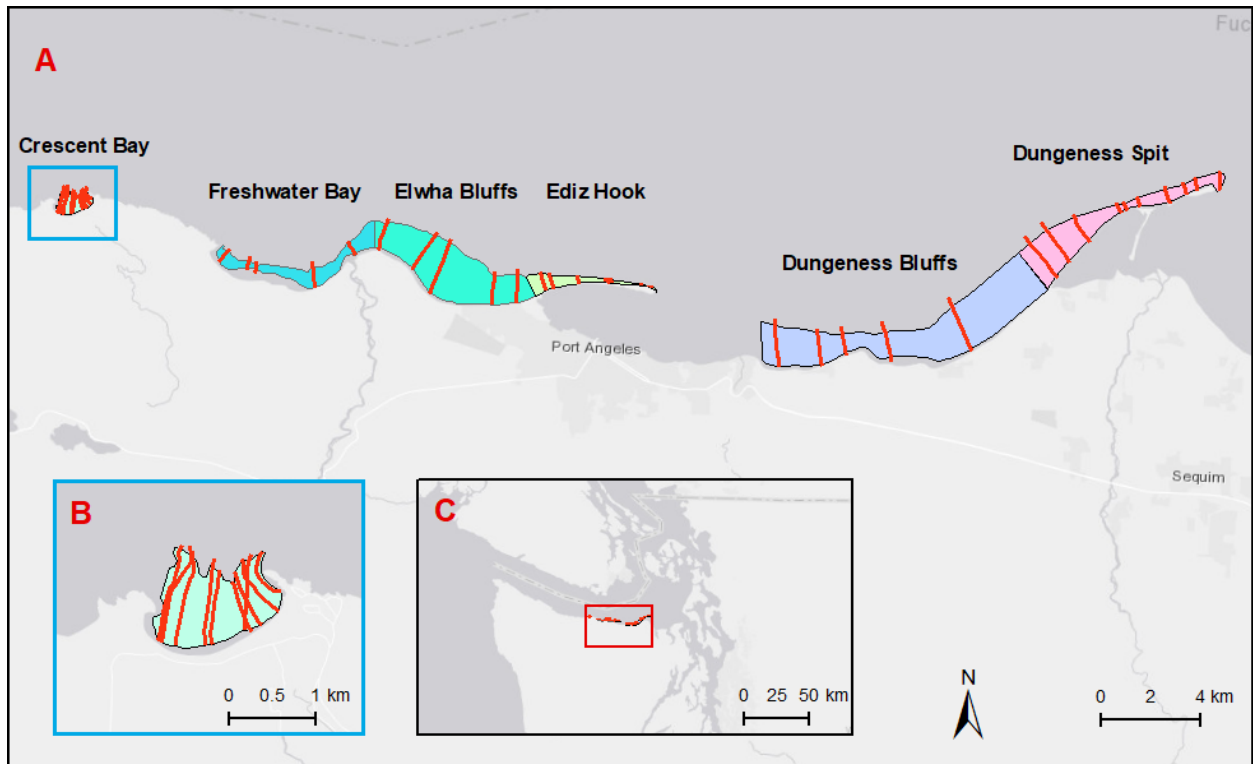 Fuc
A
Crescent Bay
Dungeness Spit
Freshwater Bay
Elwha Bluffs
Ediz Hook
Dungeness Bluffs
Port Angeles
Sequim
B
0 0.5 1 km
C
0 25 50 km
N
0 2 4 km